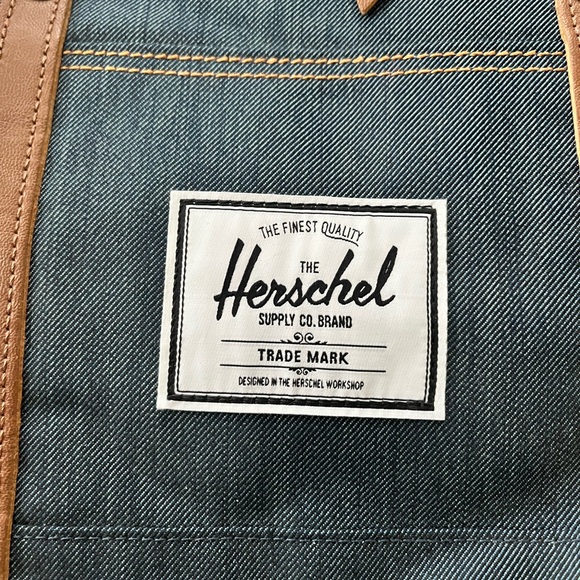 THE FINEST QUALITY
THE
Herschel
SUPPLY CO. BRAND
TRADE MARK
DESIGNED IN THE HERSCHEL WORKSHOP